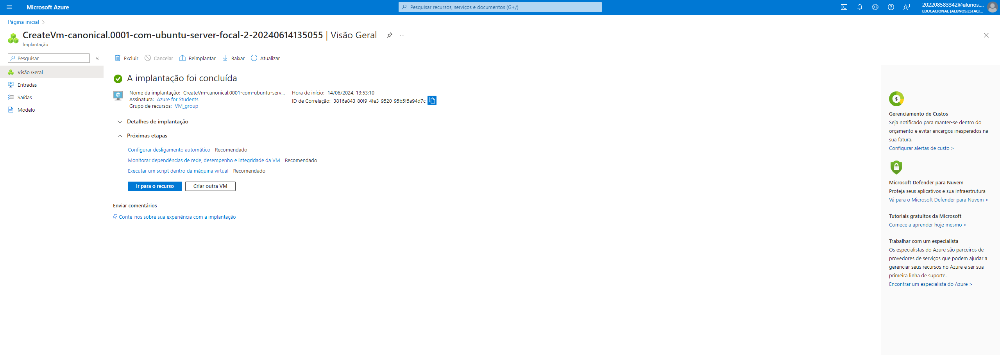 Microsoft Azure
Pesquisar recursos, serviços e documentos (G+/)
202208583342@alunos....
EDUCACIONAL (ALUNOS.ESTACI...
Página inicial >
CreateVm-canonical.0001-com-ubuntu-server-focal-2-20240614135055 | Visão Geral
Implantação
Pesquisar
Visão Geral
Entradas
Saídas
Modelo
Excluir Cancelar Reimplantar Baixar Atualizar
A implantação foi concluída
Nome da implantação: CreateVm-canonical.0001-com-ubuntu-serv...
Assinatura: Azure for Students
Grupo de recursos: VM_group
Hora de início: 14/06/2024, 13:53:10
ID de Correlação: 3816a843-80f9-4fe3-9520-95b5f5a94d7c
Detalhes de implantação
Próximas etapas
Configurar desligamento automático Recomendado
Monitorar dependências de rede, desempenho e integridade da VM Recomendado
Executar um script dentro da máquina virtual Recomendado
Ir para o recurso Criar outra VM
Enviar comentários
Conte-nos sobre sua experiência com a implantação
Gerenciamento de Custos
Seja notificado para manter-se dentro do
orçamento e evitar encargos inesperados na
sua fatura.
Configurar alertas de custo >
Microsoft Defender para Nuvem
Proteja seus aplicativos e sua infraestrutura
Vá para o Microsoft Defender para Nuvem >
Tutoriais gratuitos da Microsoft
Comece a aprender hoje mesmo >
Trabalhar com um especialista
Os especialistas do Azure são parceiros de
provedores de serviços que podem ajudar a
gerenciar seus recursos no Azure e ser sua
primeira linha de suporte.
Encontrar um especialista do Azure >